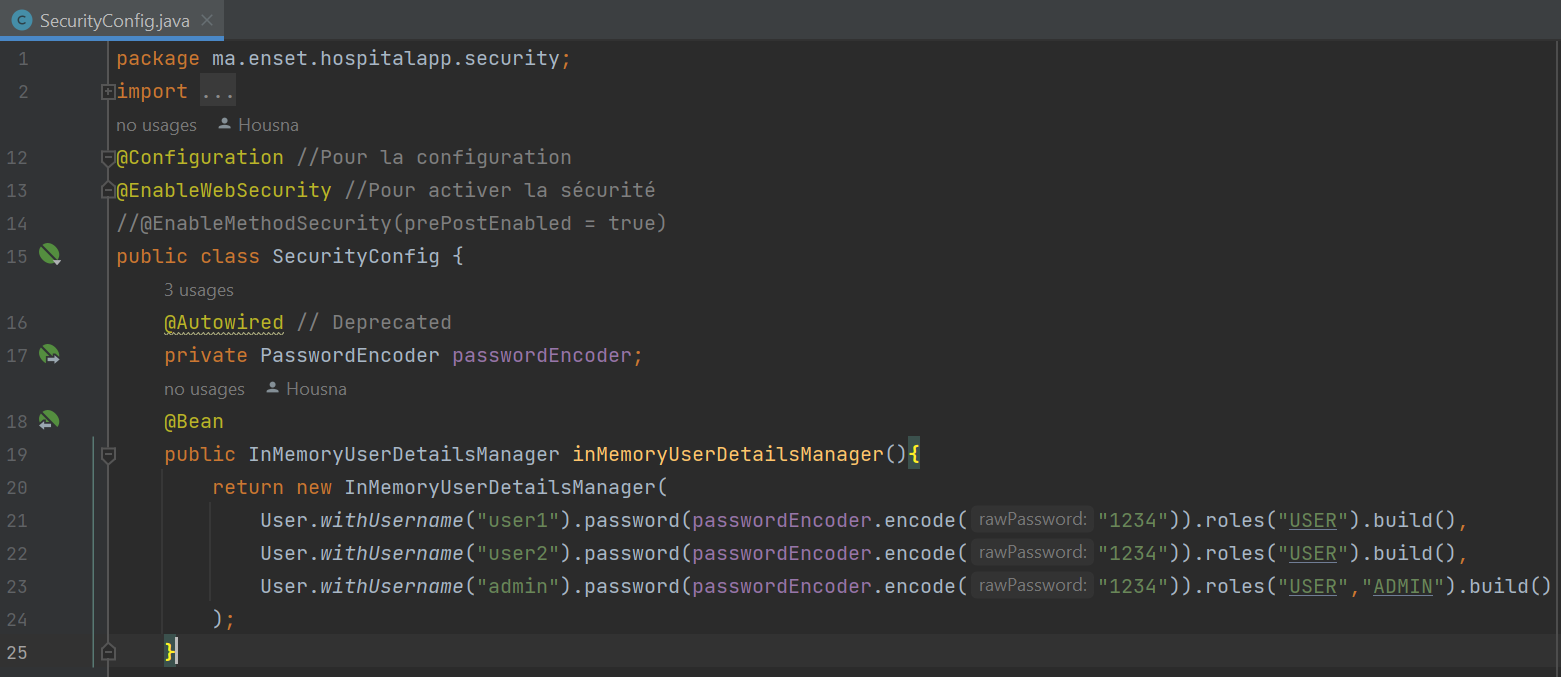 SecurityConfig.java
1 package ma.enset.hospitalapp.security;
2 import ...
no usages Housna
12 @Configuration //Pour la configuration
13 @EnableWebSecurity //Pour activer la sécurité
14 //@EnableMethodSecurity(prePostEnabled = true)
15 public class SecurityConfig {
3 usages
16 @Autowired // Deprecated
17 private PasswordEncoder passwordEncoder;
no usages Housna
18 @Bean
19 public InMemoryUserDetailsManager inMemoryUserDetailsManager(){
20 return new InMemoryUserDetailsManager(
21 User.withUsername("user1").password(passwordEncoder.encode( rawPassword: "1234")).roles("USER").build(),
22 User.withUsername("user2").password(passwordEncoder.encode( rawPassword: "1234")).roles("USER").build(),
23 User.withUsername("admin").password(passwordEncoder.encode( rawPassword: "1234")).roles("USER","ADMIN").build()
24 );
25 }